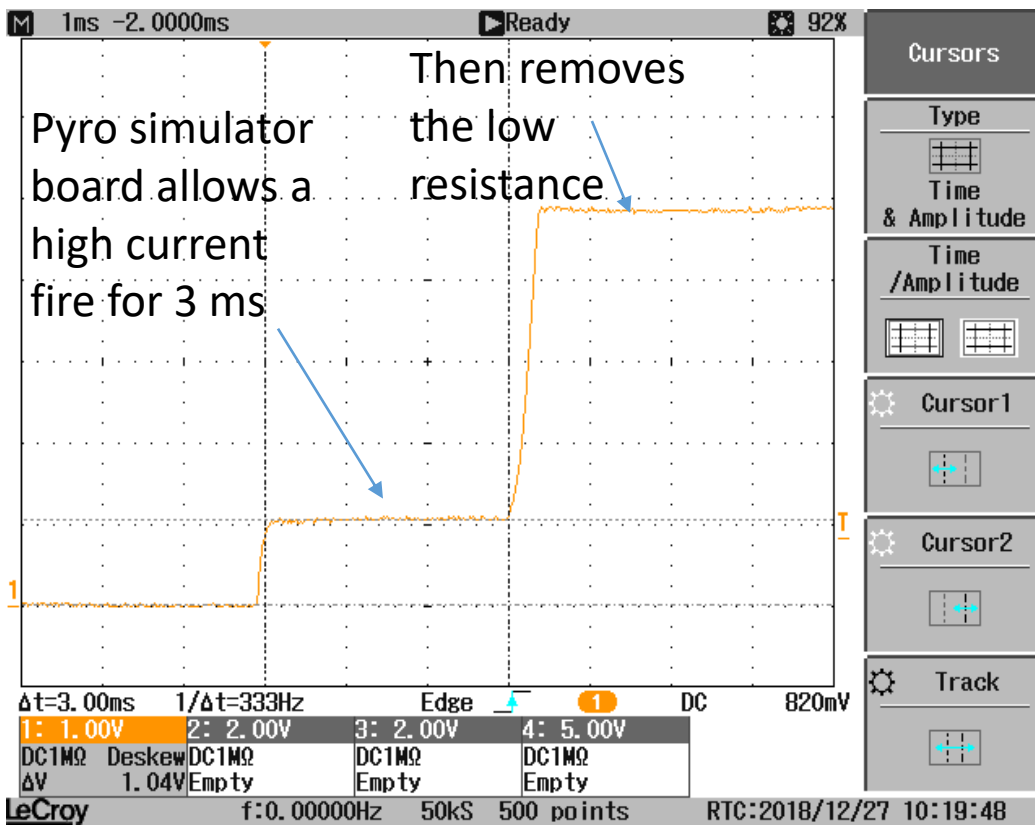 M 1ms -2.0000ms Ready 92%
Then removes
the low
resistance
Pyro simulator
board allows a
high current
fire for 3 ms
Cursors
Type
Time
& Amplitude
Time
/Amplitude
Cursor1
Cursor2
Track
T
1
Δt=3.00ms 1/Δt=333Hz Edge 1 DC 820mV
1: 1.00V 2: 2.00V 3: 2.00V 4: 5.00V
DC1MΩ Deskew DC1MΩ DC1MΩ DC1MΩ
ΔV 1.04V Empty Empty Empty
LeCroy f:0.00000Hz 50kS 500 points RTC:2018/12/27 10:19:48